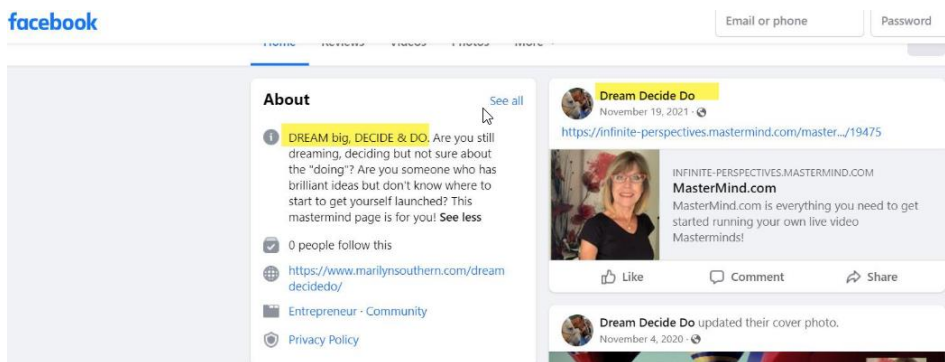 facebook
Email or phone
Password
Home Reviews Videos Photos More
About
See all
DREAM big, DECIDE & DO. Are you still
dreaming, deciding but not sure about
the "doing"? Are you someone who has
brilliant ideas but don't know where to
start to get yourself launched? This
mastermind page is for you! See less
0 people follow this
https://www.marilynsouthern.com/dream
decidedo/
Entrepreneur · Community
Privacy Policy
Dream Decide Do
November 19, 2021 ·
https://infinite-perspectives.mastermind.com/master.../19475
INFINITE-PERSPECTIVES.MASTERMIND.COM
MasterMind.com
MasterMind.com is everything you need to get
started running your own live video
Masterminds!
Like
Comment
Share
Dream Decide Do updated their cover photo.
November 4, 2020 ·